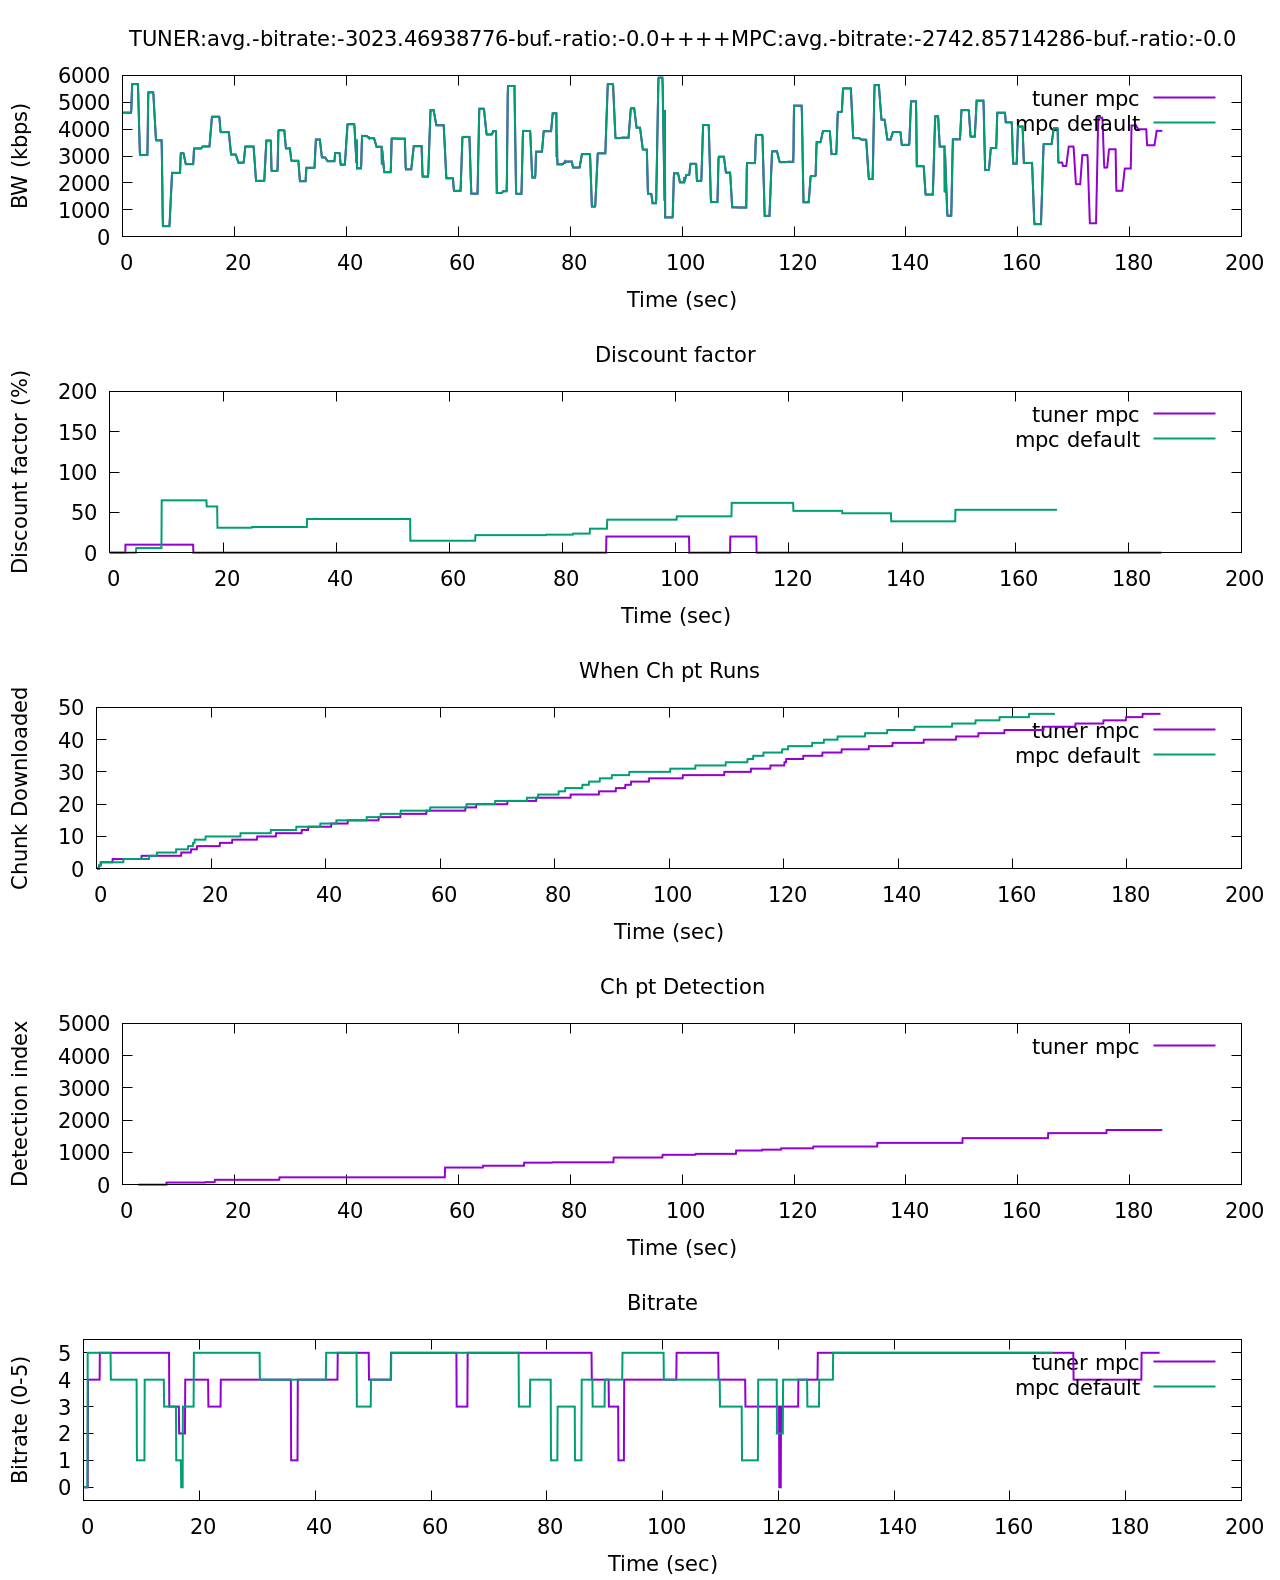 TUNER:avg.-bitrate:-3023.46938776-buf.-ratio:-0.0++++MPC:avg.-bitrate:-2742.85714286-buf.-ratio:-0.0
BW (kbps)
6000
5000
4000
3000
2000
1000
0
tuner mpc
mpc default
0 20 40 60 80 100 120 140 160 180 200
Time (sec)
Discount factor
Discount factor (%)
200
150
100
50
0
tuner mpc
mpc default
0 20 40 60 80 100 120 140 160 180 200
Time (sec)
When Ch pt Runs
Chunk Downloaded
50
40
30
20
10
0
tuner mpc
mpc default
0 20 40 60 80 100 120 140 160 180 200
Time (sec)
Ch pt Detection
Detection index
5000
4000
3000
2000
1000
0
tuner mpc
0 20 40 60 80 100 120 140 160 180 200
Time (sec)
Bitrate
Bitrate (0-5)
5
4
3
2
1
0
tuner mpc
mpc default
0 20 40 60 80 100 120 140 160 180 200
Time (sec)